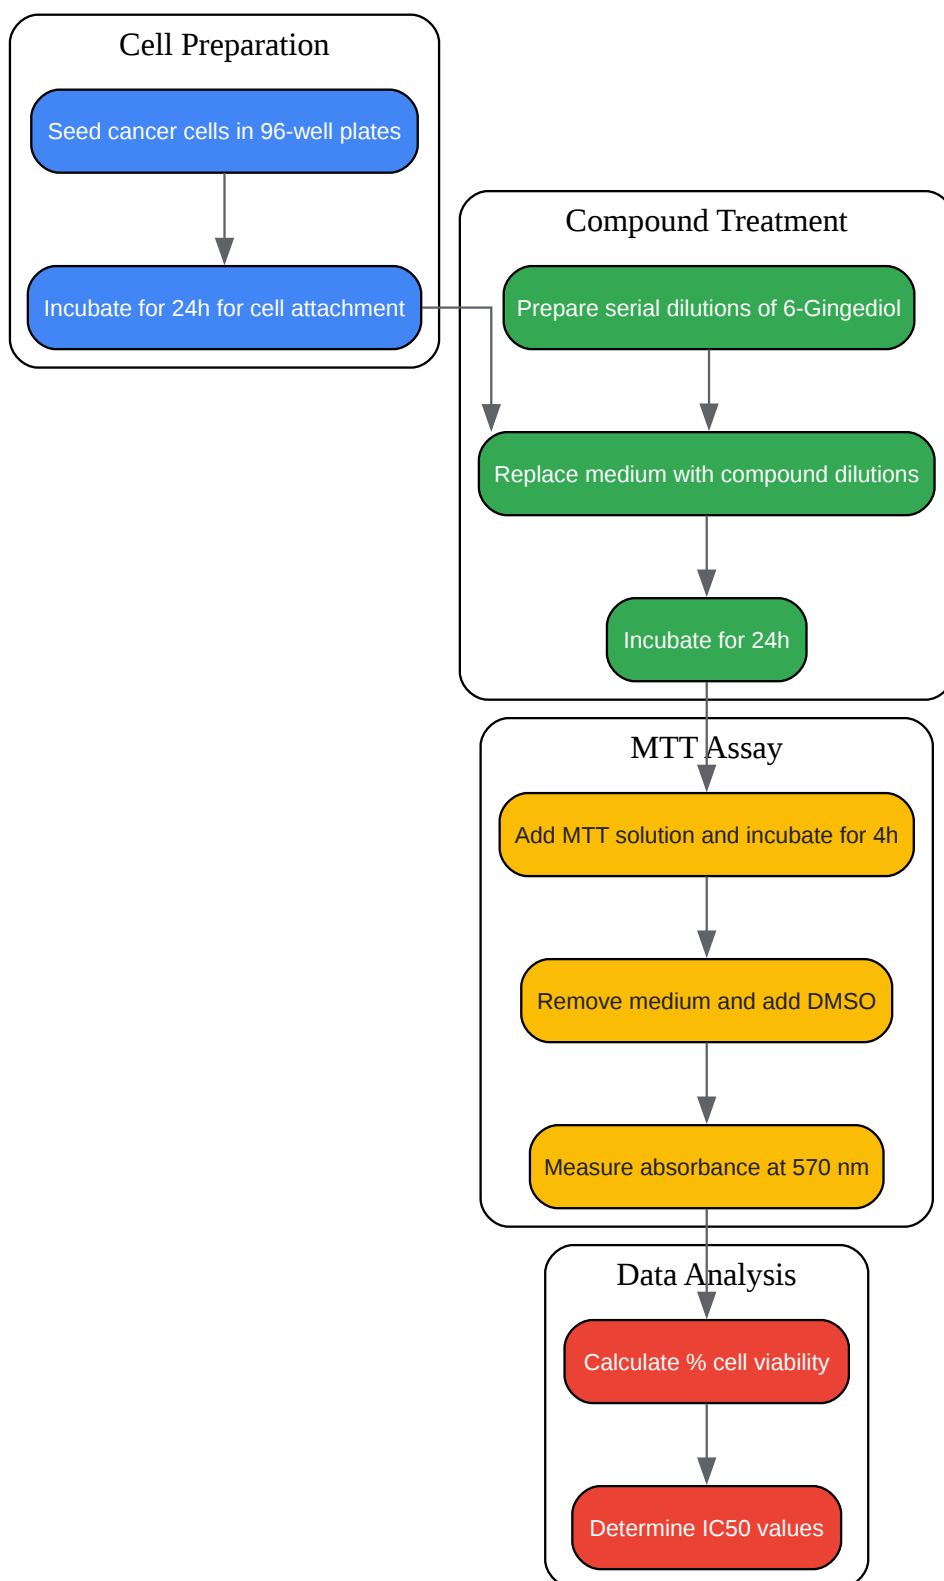 Cell Preparation
Seed cancer cells in 96-well plates
Incubate for 24h for cell attachment
Compound Treatment
Prepare serial dilutions of 6-Gingediol
Replace medium with compound dilutions
Incubate for 24h
MTT Assay
Add MTT solution and incubate for 4h
Remove medium and add DMSO
Measure absorbance at 570 nm
Data Analysis
Calculate % cell viability
Determine IC50 values